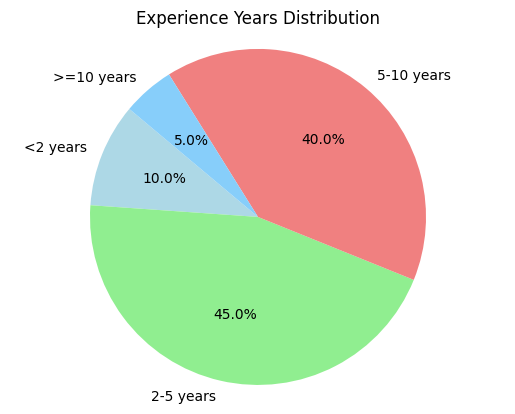 Experience Years Distribution
5-10 years
>=10 years
40.0%
5.0%
<2 years
10.0%
45.0%
2-5 years